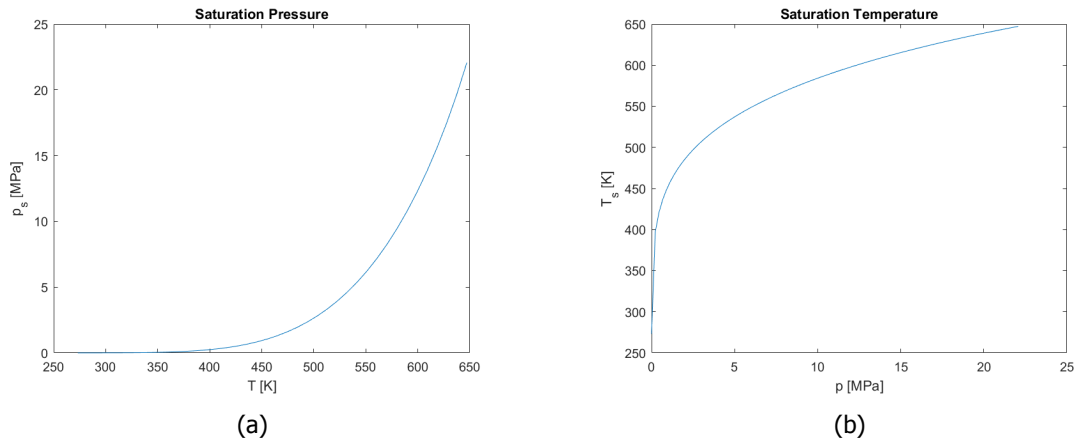 Saturation Pressure
25
20
15
10
5
0
p_s [MPa]
250 300 350 400 450 500 550 600 650
T [K]
(a)
Saturation Temperature
650
600
550
500
450
400
350
300
250
T_s [K]
0 5 10 15 20 25
p [MPa]
(b)